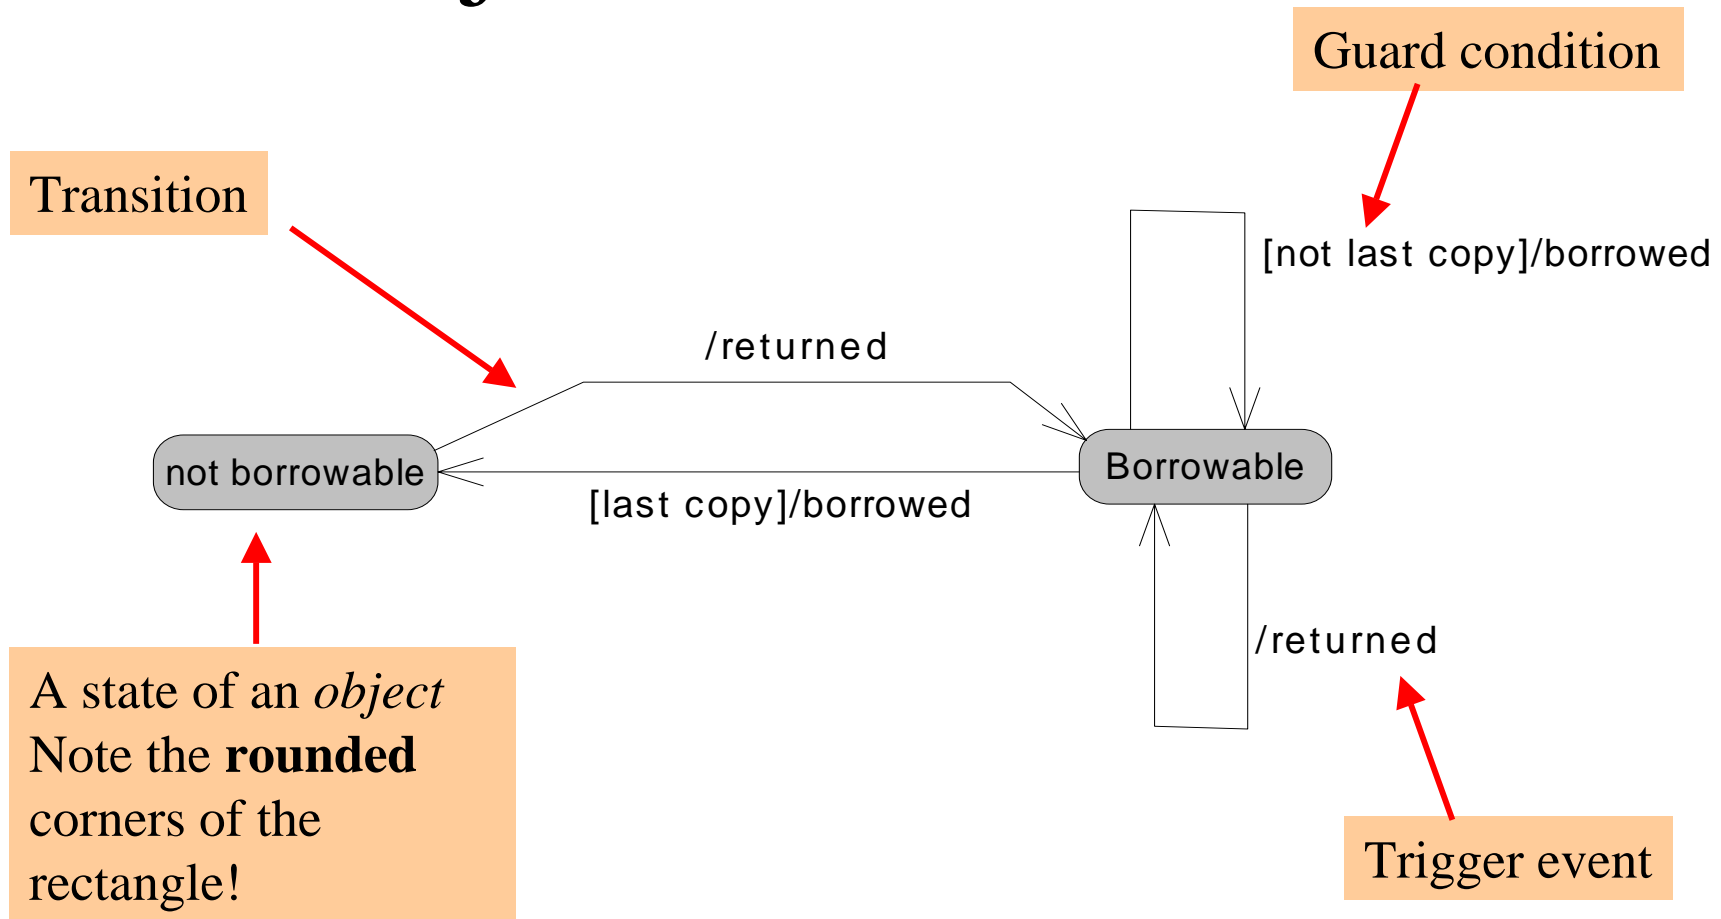 Guard condition
Transition
[not last copy]/borrowed
/returned
not borrowable
Borrowable
[last copy]/borrowed
/returned
A state of an object
Note the rounded
corners of the
rectangle!
Trigger event